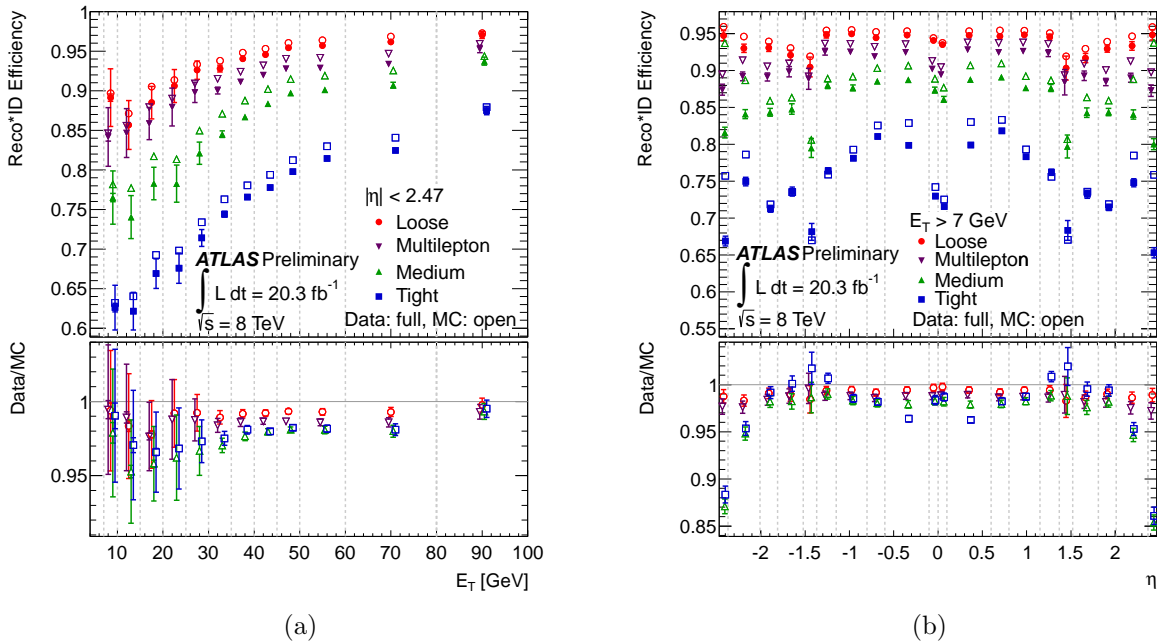 Reco*ID Efficiency
1
0.95
0.9
0.85
0.8
0.75
0.7
0.65
0.6
|η| < 2.47
Loose
Multilepton
Medium
Tight
ATLAS Preliminary
∫ L dt = 20.3 fb⁻¹
√s = 8 TeV
Data: full, MC: open
Data/MC
1
0.95
10 20 30 40 50 60 70 80 90 100
E_T [GeV]
(a)
Reco*ID Efficiency
1
0.95
0.9
0.85
0.8
0.75
0.7
0.65
0.6
0.55
E_T > 7 GeV
Loose
Multilepton
Medium
Tight
ATLAS Preliminary
∫ L dt = 20.3 fb⁻¹
√s = 8 TeV
Data: full, MC: open
Data/MC
1
0.95
0.9
0.85
-2 -1.5 -1 -0.5 0 0.5 1 1.5 2
η
(b)